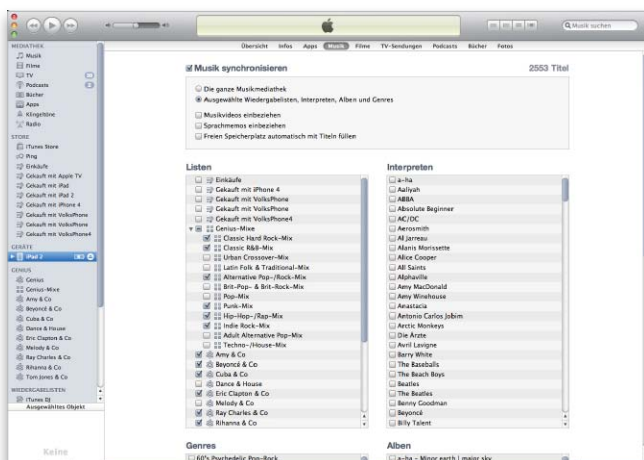 Musik suchen
Übersicht Infos Apps Musik Filme TV-Sendungen Podcasts Bücher Fotos
MEDIATHEK
Musik
Filme
TV
Podcasts
Bücher
Apps
Klingeltöne
Radio
STORE
iTunes Store
Ping
Einkäufe
Gekauft mit Apple TV
Gekauft mit iPad
Gekauft mit iPad 2
Gekauft mit iPhone 4
Gekauft mit VolksPhone
Gekauft mit VolksPhone
Gekauft mit VolksPhone4
GERÄTE
iPad 2
GENIUS
Genius
Genius-Mixe
Amy & Co
Beyoncé & Co
Cuba & Co
Dance & House
Eric Clapton & Co
Melody & Co
Ray Charles & Co
Rihanna & Co
Tom Jones & Co
WIEDERGABELISTEN
iTunes DJ
Ausgewähltes Objekt
Keine
Musik synchronisieren 2553 Titel
Die ganze Musikmediathek
Ausgewählte Wiedergabelisten, Interpreten, Alben und Genres
Musikvideos einbeziehen
Sprachmemos einbeziehen
Freien Speicherplatz automatisch mit Titeln füllen
Listen
Einkäufe
Gekauft mit iPhone 4
Gekauft mit VolksPhone
Gekauft mit VolksPhone
Gekauft mit VolksPhone4
Genius-Mixe
Classic Hard Rock-Mix
Classic R&B-Mix
Urban Crossover-Mix
Latin Folk & Traditional-Mix
Alternative Pop-/Rock-Mix
Brit-Pop- & Brit-Rock-Mix
Pop-Mix
Punk-Mix
Hip-Hop-/Rap-Mix
Indie Rock-Mix
Adult Alternative Pop-Mix
Techno-/House-Mix
Amy & Co
Beyoncé & Co
Cuba & Co
Dance & House
Eric Clapton & Co
Melody & Co
Ray Charles & Co
Rihanna & Co
Interpreten
a-ha
Aaliyah
ABBA
Absolute Beginner
AC/DC
Aerosmith
Al Jarreau
Alanis Morissette
Alice Cooper
All Saints
Alphaville
Amy MacDonald
Amy Winehouse
Anastacia
Antonio Carlos Jobim
Arctic Monkeys
Die Ärzte
Avril Lavigne
Barry White
The Baseballs
The Beach Boys
Beatles
The Beatles
Benny Goodman
Beyoncé
Billy Talent
Genres
60's Psychedelic Pop-Rock
Alben
a-ha - Minor earth | major sky